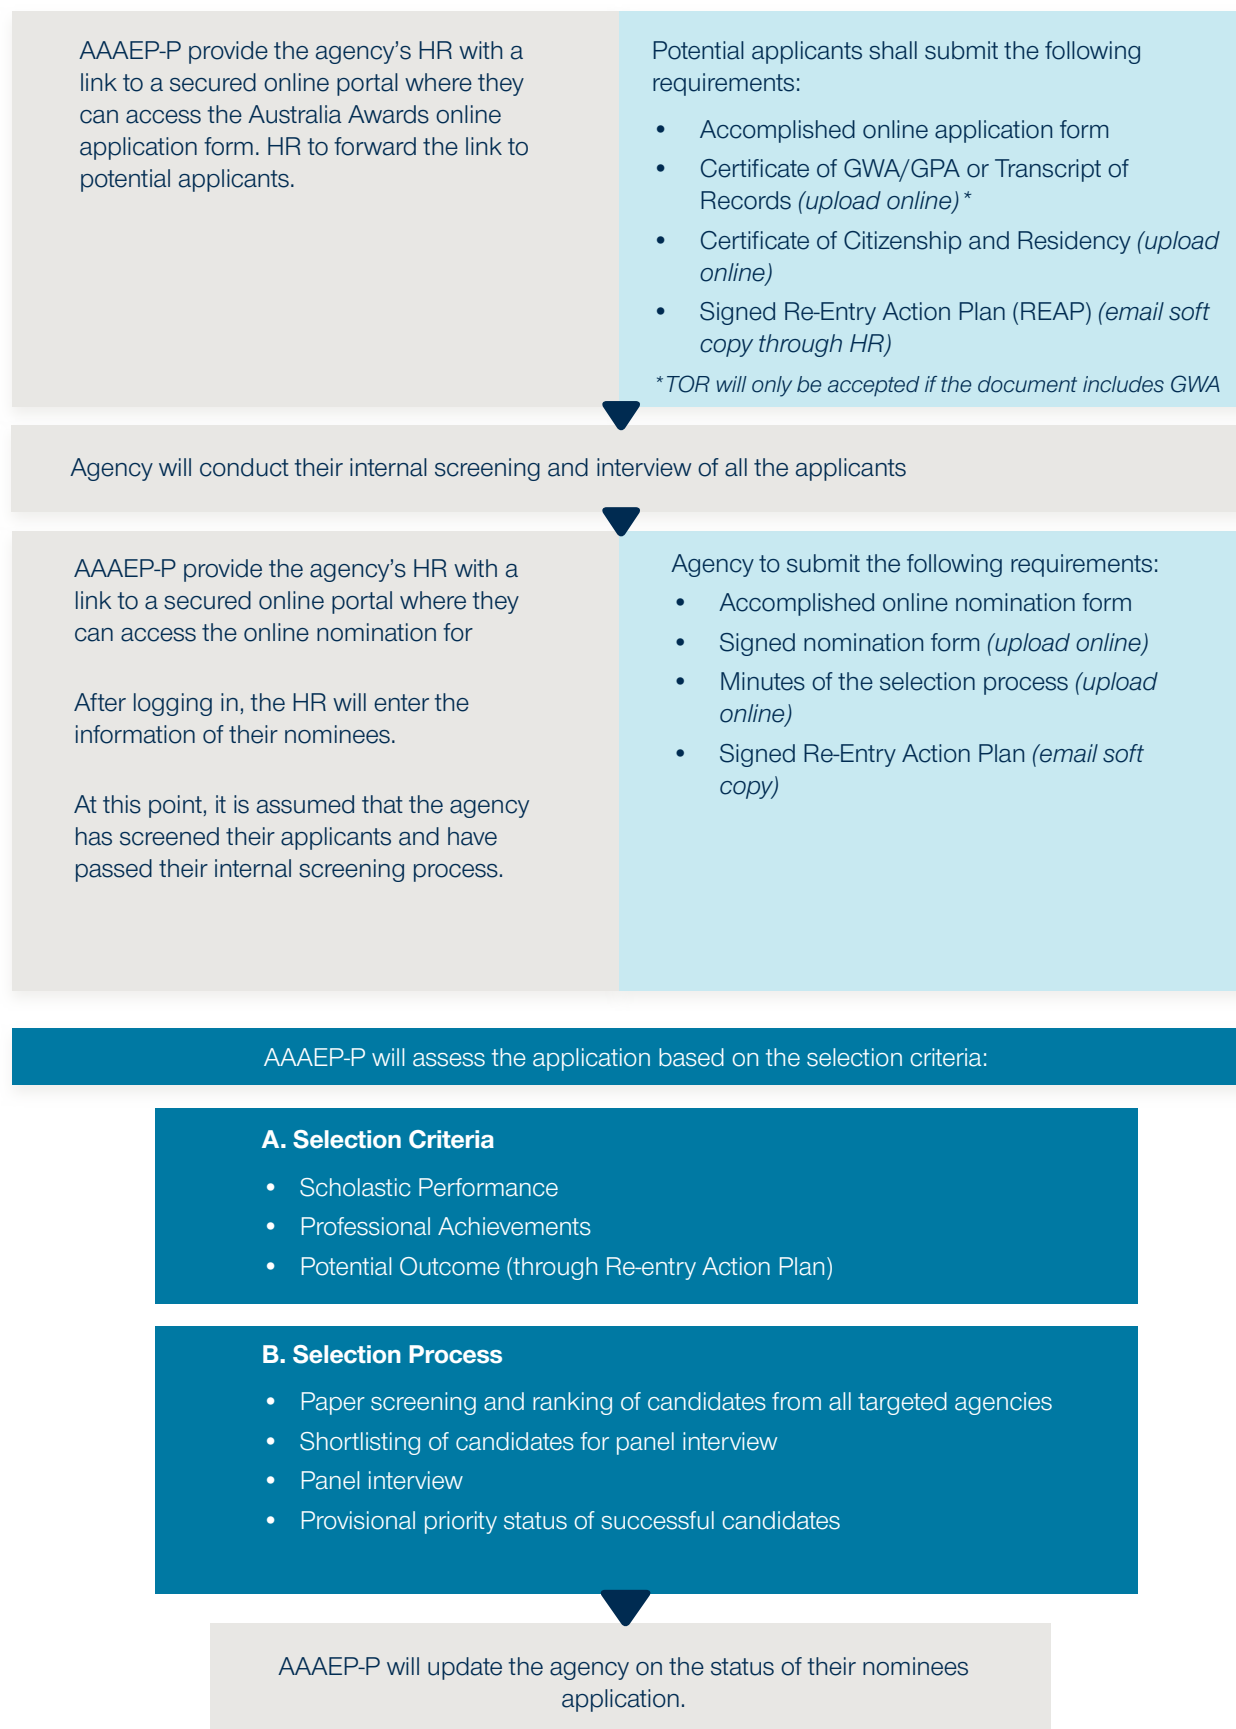 AAAEP-P provide the agency’s HR with a
link to a secured online portal where they
can access the Australia Awards online
application form. HR to forward the link to
potential applicants.
Potential applicants shall submit the following
requirements:
• Accomplished online application form
• Certificate of GWA/GPA or Transcript of
Records (upload online)*
• Certificate of Citizenship and Residency (upload
online)
• Signed Re-Entry Action Plan (REAP) (email soft
copy through HR)
*TOR will only be accepted if the document includes GWA
Agency will conduct their internal screening and interview of all the applicants
AAAEP-P provide the agency’s HR with a
link to a secured online portal where they
can access the online nomination for
After logging in, the HR will enter the
information of their nominees.
At this point, it is assumed that the agency
has screened their applicants and have
passed their internal screening process.
Agency to submit the following requirements:
• Accomplished online nomination form
• Signed nomination form (upload online)
• Minutes of the selection process (upload
online)
• Signed Re-Entry Action Plan (email soft
copy)
AAAEP-P will assess the application based on the selection criteria:
A. Selection Criteria
• Scholastic Performance
• Professional Achievements
• Potential Outcome (through Re-entry Action Plan)
B. Selection Process
• Paper screening and ranking of candidates from all targeted agencies
• Shortlisting of candidates for panel interview
• Panel interview
• Provisional priority status of successful candidates
AAAEP-P will update the agency on the status of their nominees
application.